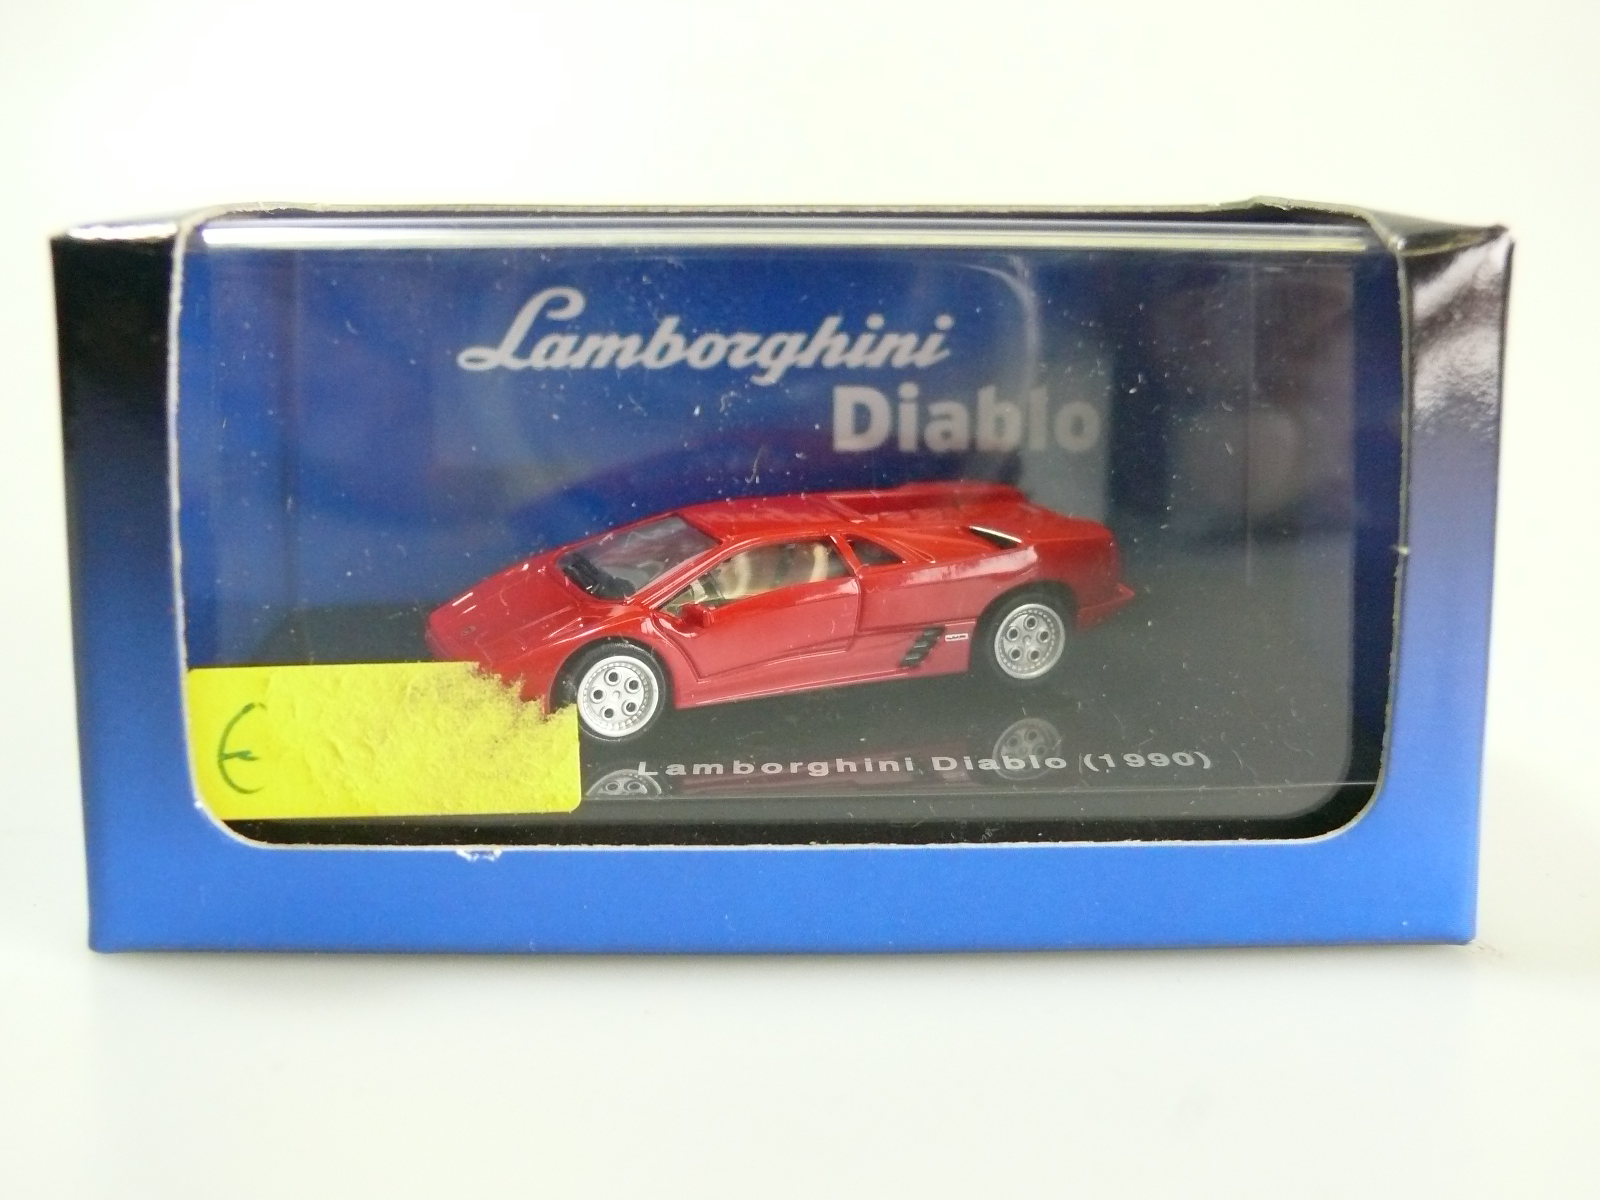 Lamborghini
Diablo
Lamborghini Diablo (1990)
€